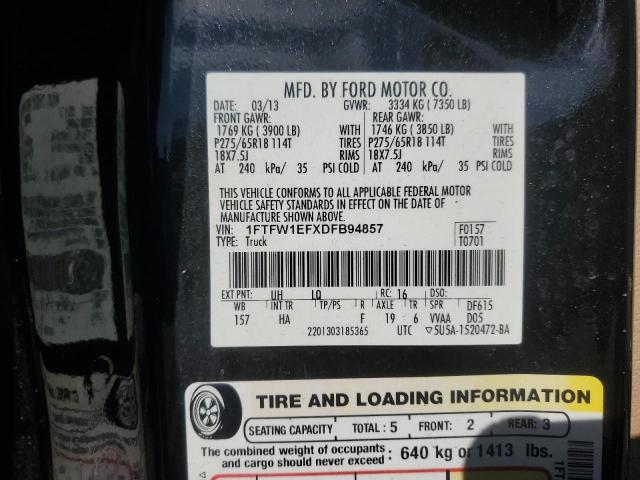 MFD. BY FORD MOTOR CO.
DATE: 03/13 GVWR: 3334 KG ( 7350 LB)
FRONT GAWR: REAR GAWR:
1769 KG ( 3900 LB) WITH 1746 KG ( 3850 LB) WITH
P275/65R18 114T TIRES P275/65R18 114T TIRES
18X7.5J RIMS 18X7.5J RIMS
AT 240 kPa/ 35 PSI COLD AT 240 kPa/ 35 PSI COLD
THIS VEHICLE CONFORMS TO ALL APPLICABLE FEDERAL MOTOR
VEHICLE SAFETY STANDARDS IN EFFECT ON THE DATE OF
MANUFACTURE SHOWN ABOVE.
VIN: 1FTFW1EFXDFB94857 F0157
TYPE: Truck T0701
EXT PNT: UH LQ RC: 16 DSO:
WB INT TR TP/PS R AXLE TR SPR DF615
157 HA F 19 6 VVAA D05
2201303185365 UTC ▽5U5A-1520472-BA
TIRE AND LOADING INFORMATION
SEATING CAPACITY TOTAL : 5 FRONT: 2 REAR: 3
The combined weight of occupants and cargo should never exceed: 640 kg or 1413 lbs.
1FT